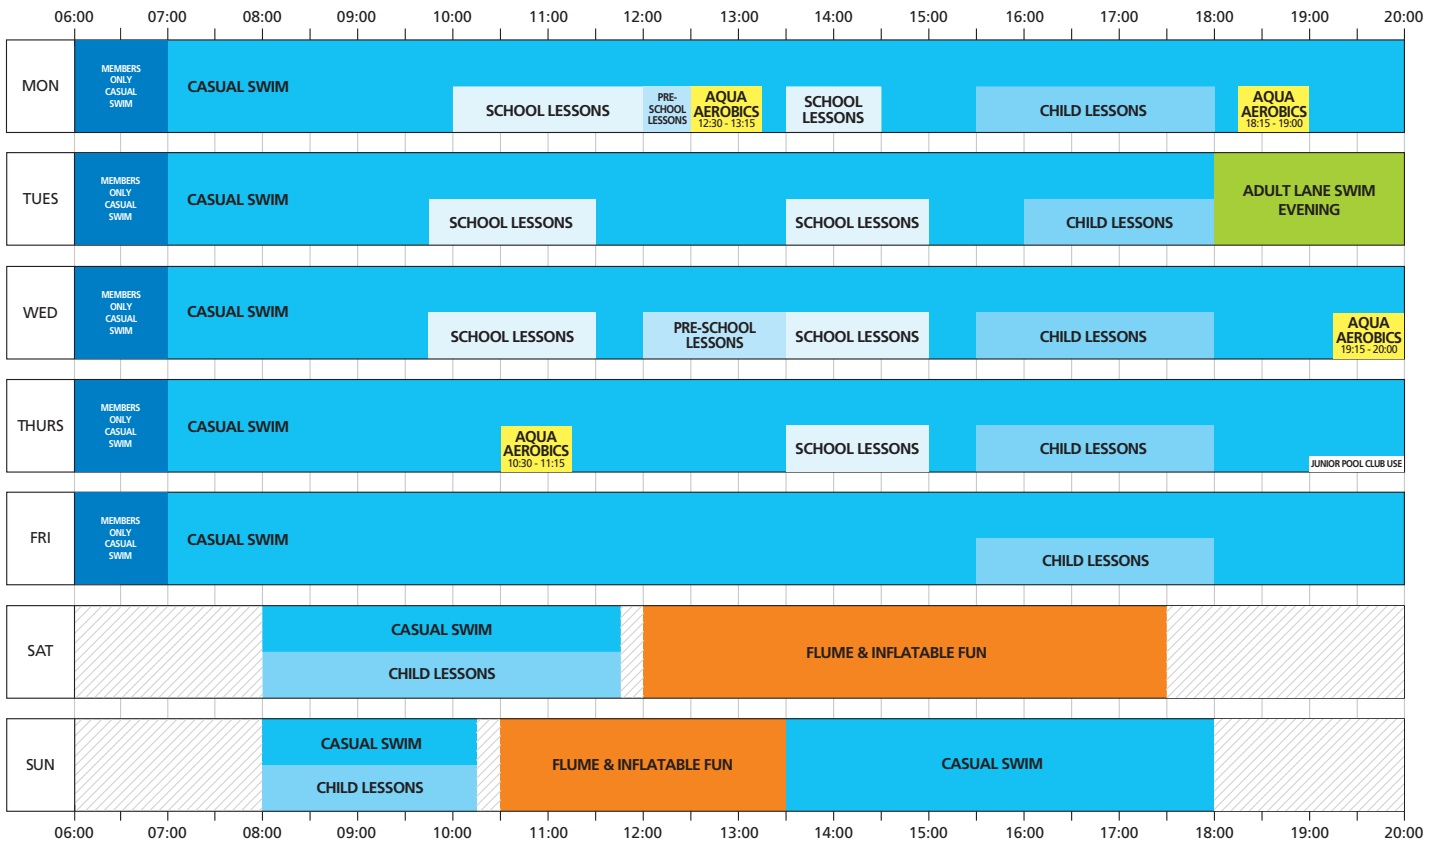 06:00 07:00 08:00 09:00 10:00 11:00 12:00 13:00 14:00 15:00 16:00 17:00 18:00 19:00 20:00
MON
MEMBERS
ONLY
CASUAL
SWIM
CASUAL SWIM
SCHOOL LESSONS
PRE-
SCHOOL
LESSONS
AQUA
AEROBICS
12:30 - 13:15
SCHOOL
LESSONS
CHILD LESSONS
AQUA
AEROBICS
18:15 - 19:00
TUES
MEMBERS
ONLY
CASUAL
SWIM
CASUAL SWIM
SCHOOL LESSONS
SCHOOL LESSONS
CHILD LESSONS
ADULT LANE SWIM
EVENING
WED
MEMBERS
ONLY
CASUAL
SWIM
CASUAL SWIM
SCHOOL LESSONS
PRE-SCHOOL
LESSONS
SCHOOL LESSONS
CHILD LESSONS
AQUA
AEROBICS
19:15 - 20:00
THURS
MEMBERS
ONLY
CASUAL
SWIM
CASUAL SWIM
AQUA
AEROBICS
10:30 - 11:15
SCHOOL LESSONS
CHILD LESSONS
JUNIOR POOL CLUB USE
FRI
MEMBERS
ONLY
CASUAL
SWIM
CASUAL SWIM
CHILD LESSONS
SAT
CASUAL SWIM
CHILD LESSONS
FLUME & INFLATABLE FUN
SUN
CASUAL SWIM
CHILD LESSONS
FLUME & INFLATABLE FUN
CASUAL SWIM
06:00 07:00 08:00 09:00 10:00 11:00 12:00 13:00 14:00 15:00 16:00 17:00 18:00 19:00 20:00